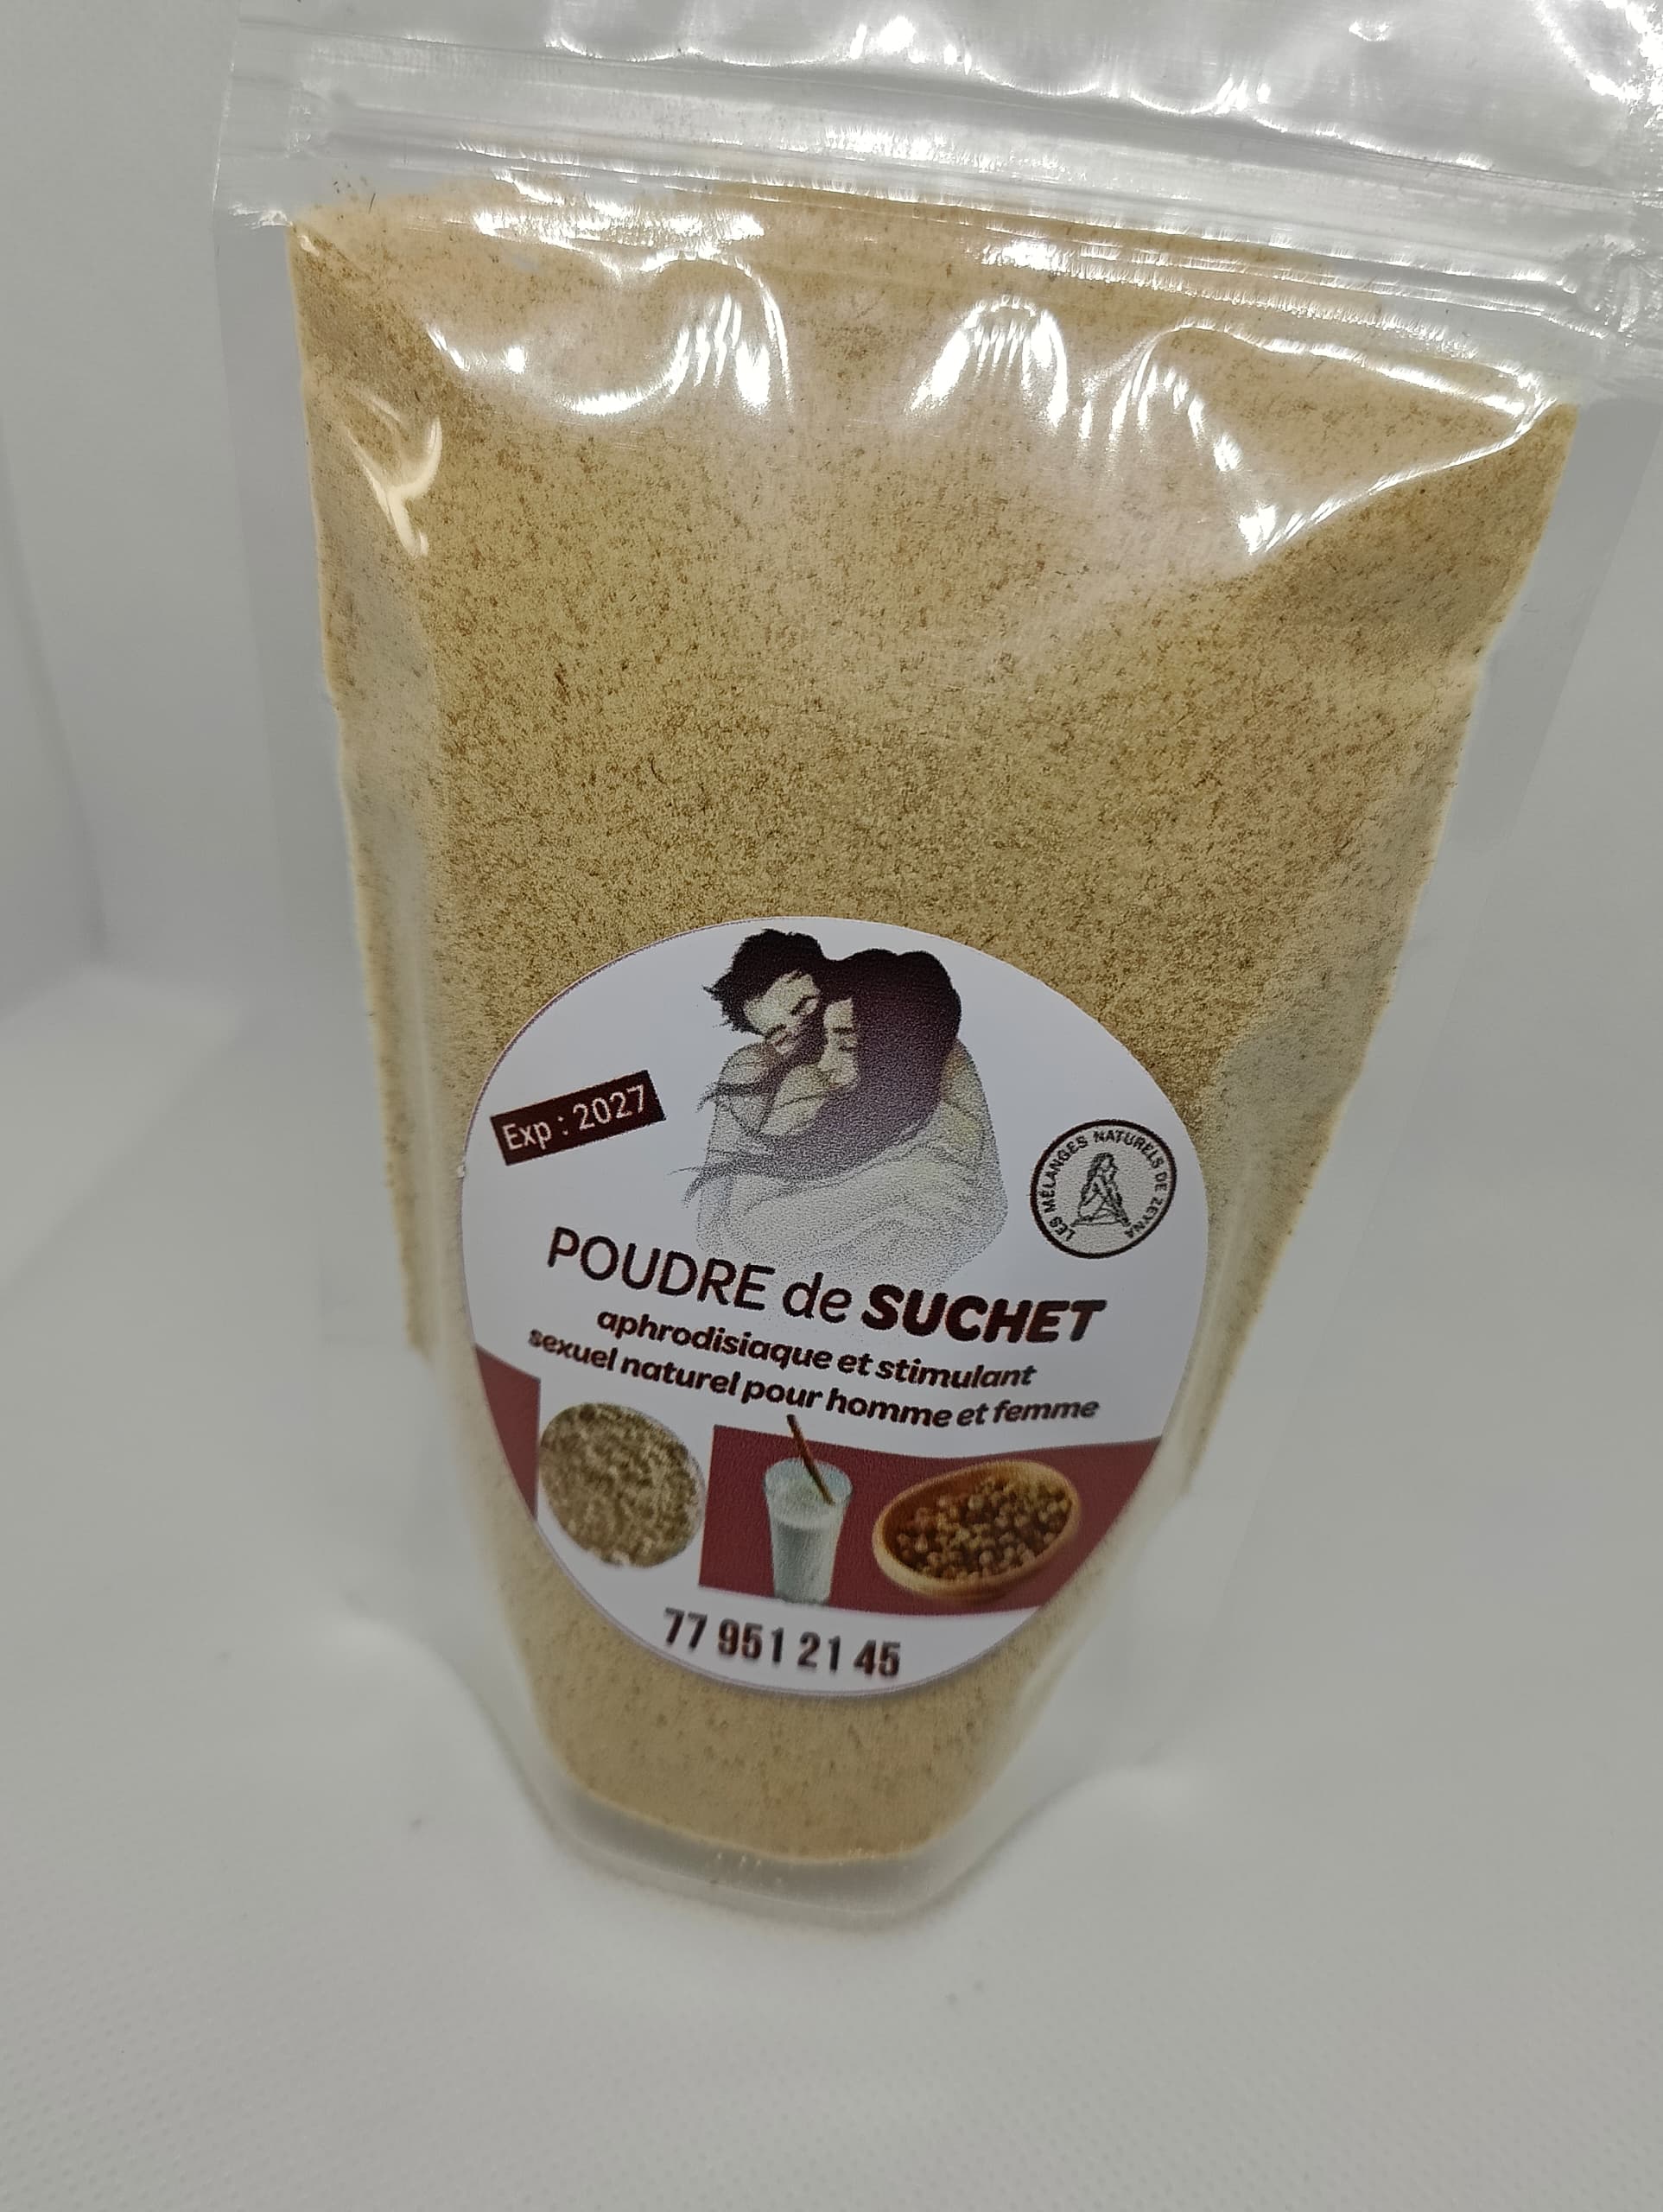 Exp : 2027
LES MÉLANGES NATURELS DE ZEYNA
POUDRE de SUCHET
aphrodisiaque et stimulant
sexuel naturel pour homme et femme
77 951 21 45